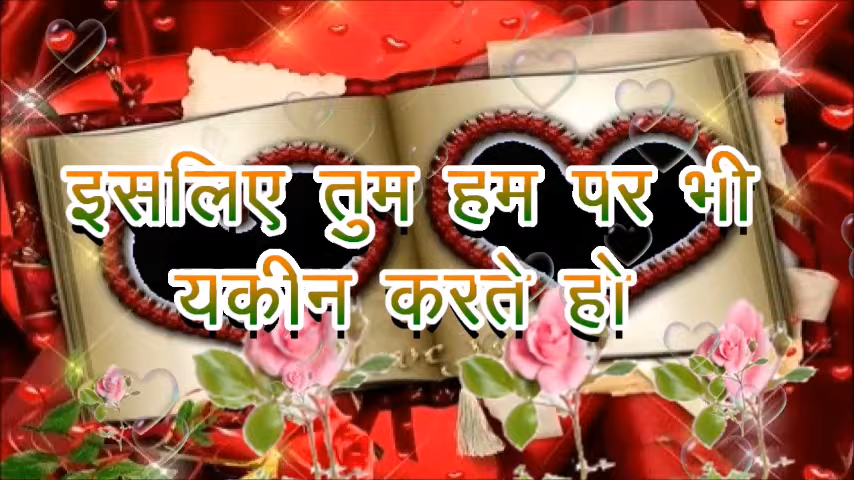 इसलिए तुम हम पर भी
यकीन करते हो